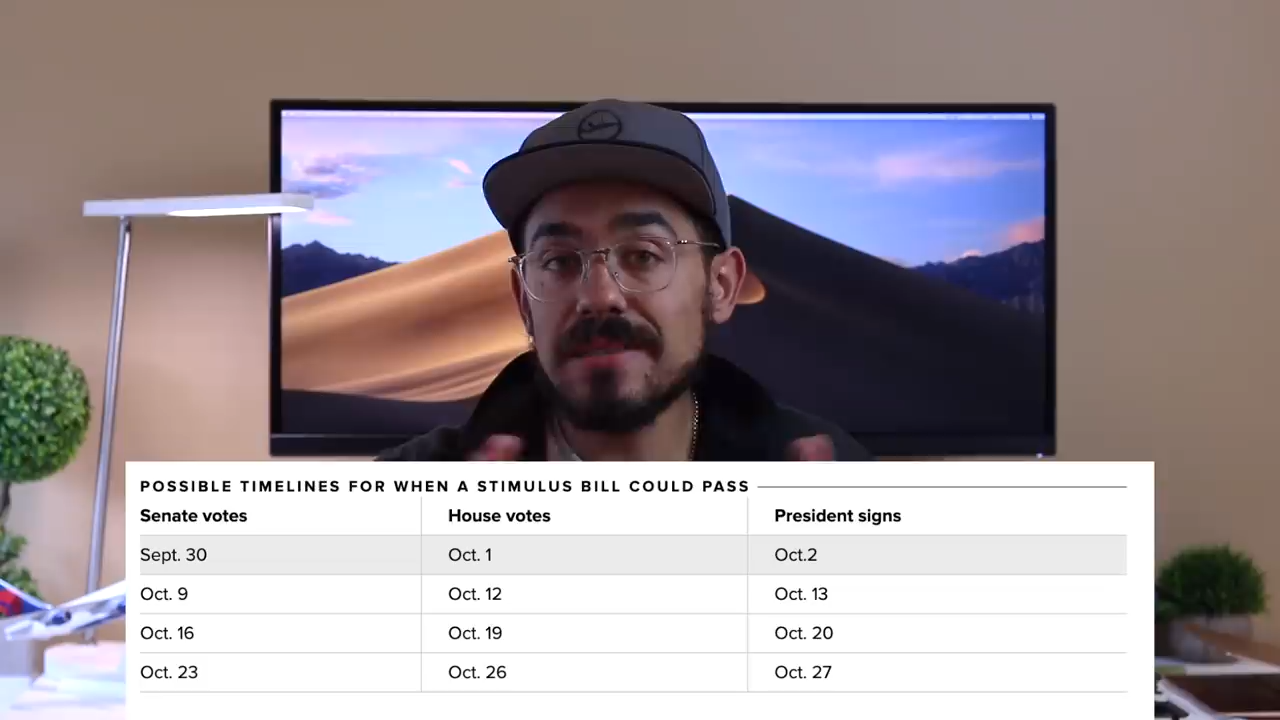 POSSIBLE TIMELINES FOR WHEN A STIMULUS BILL COULD PASS
Senate votes House votes President signs
Sept. 30 Oct. 1 Oct.2
Oct. 9 Oct. 12 Oct. 13
Oct. 16 Oct. 19 Oct. 20
Oct. 23 Oct. 26 Oct. 27